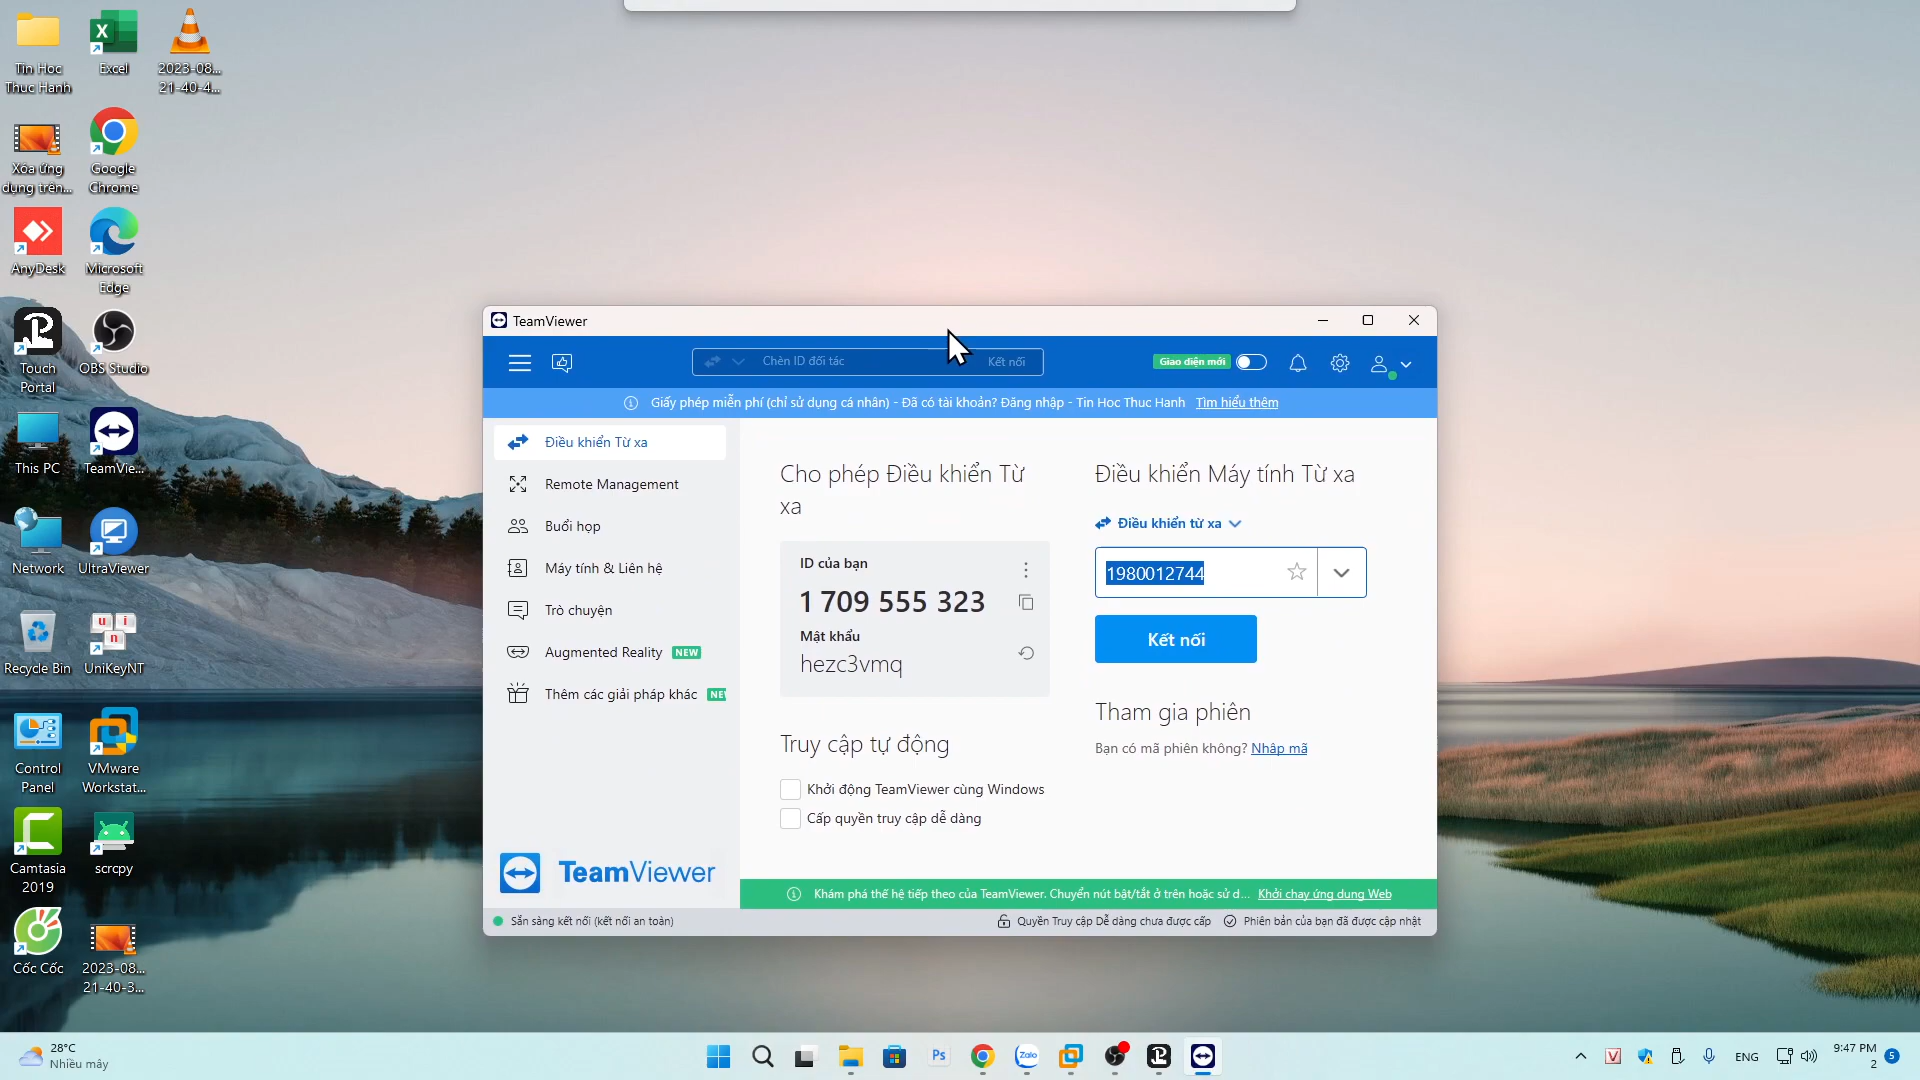 Tin Hoc
Thuc Hanh
Excel
2023-08...
21-40-4...
Xóa ứng
dụng trên...
Google
Chrome
AnyDesk
Microsoft
Edge
Touch
Portal
OBS Studio
This PC
TeamVie...
Network
UltraViewer
Recycle Bin
UniKeyNT
Control
Panel
VMware
Workstat...
Camtasia
2019
scrcpy
Cốc Cốc
2023-08...
21-40-3...
TeamViewer
Chèn ID đối tác
Kết nối
Giao diện mới
Giấy phép miễn phí (chỉ sử dụng cá nhân) - Đã có tài khoản? Đăng nhập - Tin Hoc Thuc Hanh Tìm hiểu thêm
Điều khiển Từ xa
Remote Management
Buổi họp
Máy tính & Liên hệ
Trò chuyện
Augmented Reality NEW
Thêm các giải pháp khác NEW
TeamViewer
Cho phép Điều khiển Từ
xa
ID của bạn
1 709 555 323
Mật khẩu
hezc3vmq
Truy cập tự động
Khởi động TeamViewer cùng Windows
Cấp quyền truy cập dễ dàng
Điều khiển Máy tính Từ xa
Điều khiển từ xa
1980012744
Kết nối
Tham gia phiên
Bạn có mã phiên không? Nhập mã
Khám phá thế hệ tiếp theo của TeamViewer. Chuyển nút bật/tắt ở trên hoặc sử d... Khởi chạy ứng dụng Web
Sẵn sàng kết nối (kết nối an toàn)
Quyền Truy cập Dễ dàng chưa được cấp
Phiên bản của bạn đã được cập nhật
28°C
Nhiều mây
Ps
Zalo
ENG
9:47 PM
2
5